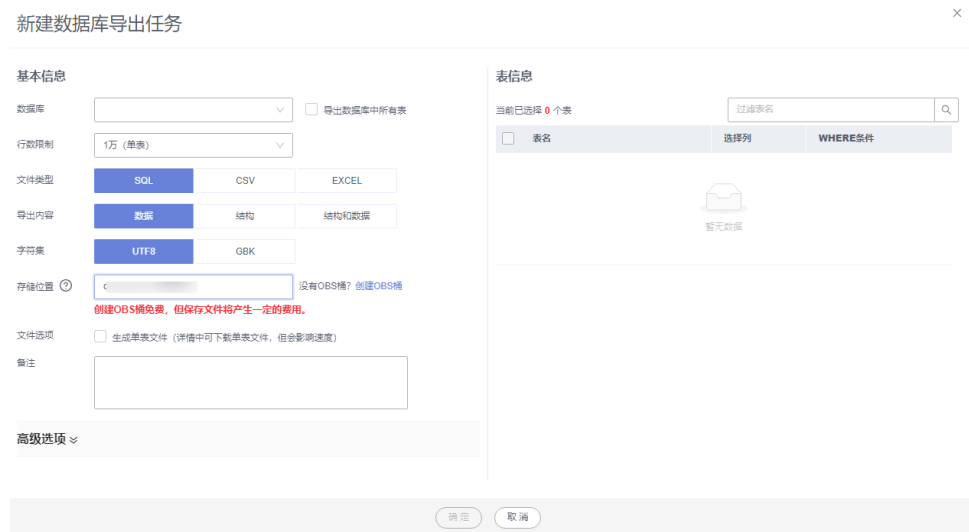 新建数据库导出任务
基本信息
数据库
导出数据库中所有表
行数限制
1万（单表）
文件类型
SQL
CSV
EXCEL
导出内容
数据
结构
结构和数据
字符集
UTF8
GBK
存储位置
没有OBS桶？创建OBS桶
创建OBS桶免费，但保存文件将产生一定的费用。
文件选项
生成单表文件（详情中可下载单表文件，但会影响速度）
备注
高级选项
表信息
当前已选择 0 个表
过滤表名
表名
选择列
WHERE条件
暂无数据
确定
取消